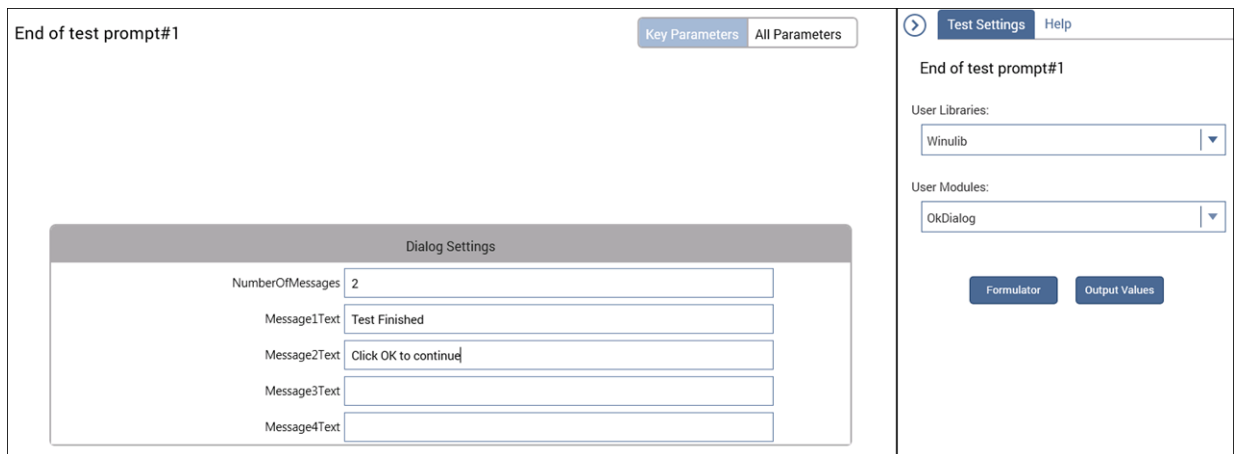 End of test prompt#1
Key Parameters
All Parameters
Dialog Settings
NumberOfMessages 2
Message1Text Test Finished
Message2Text Click OK to continue
Message3Text
Message4Text
Test Settings
Help
End of test prompt#1
User Libraries:
Winulib
User Modules:
OkDialog
Formulator
Output Values